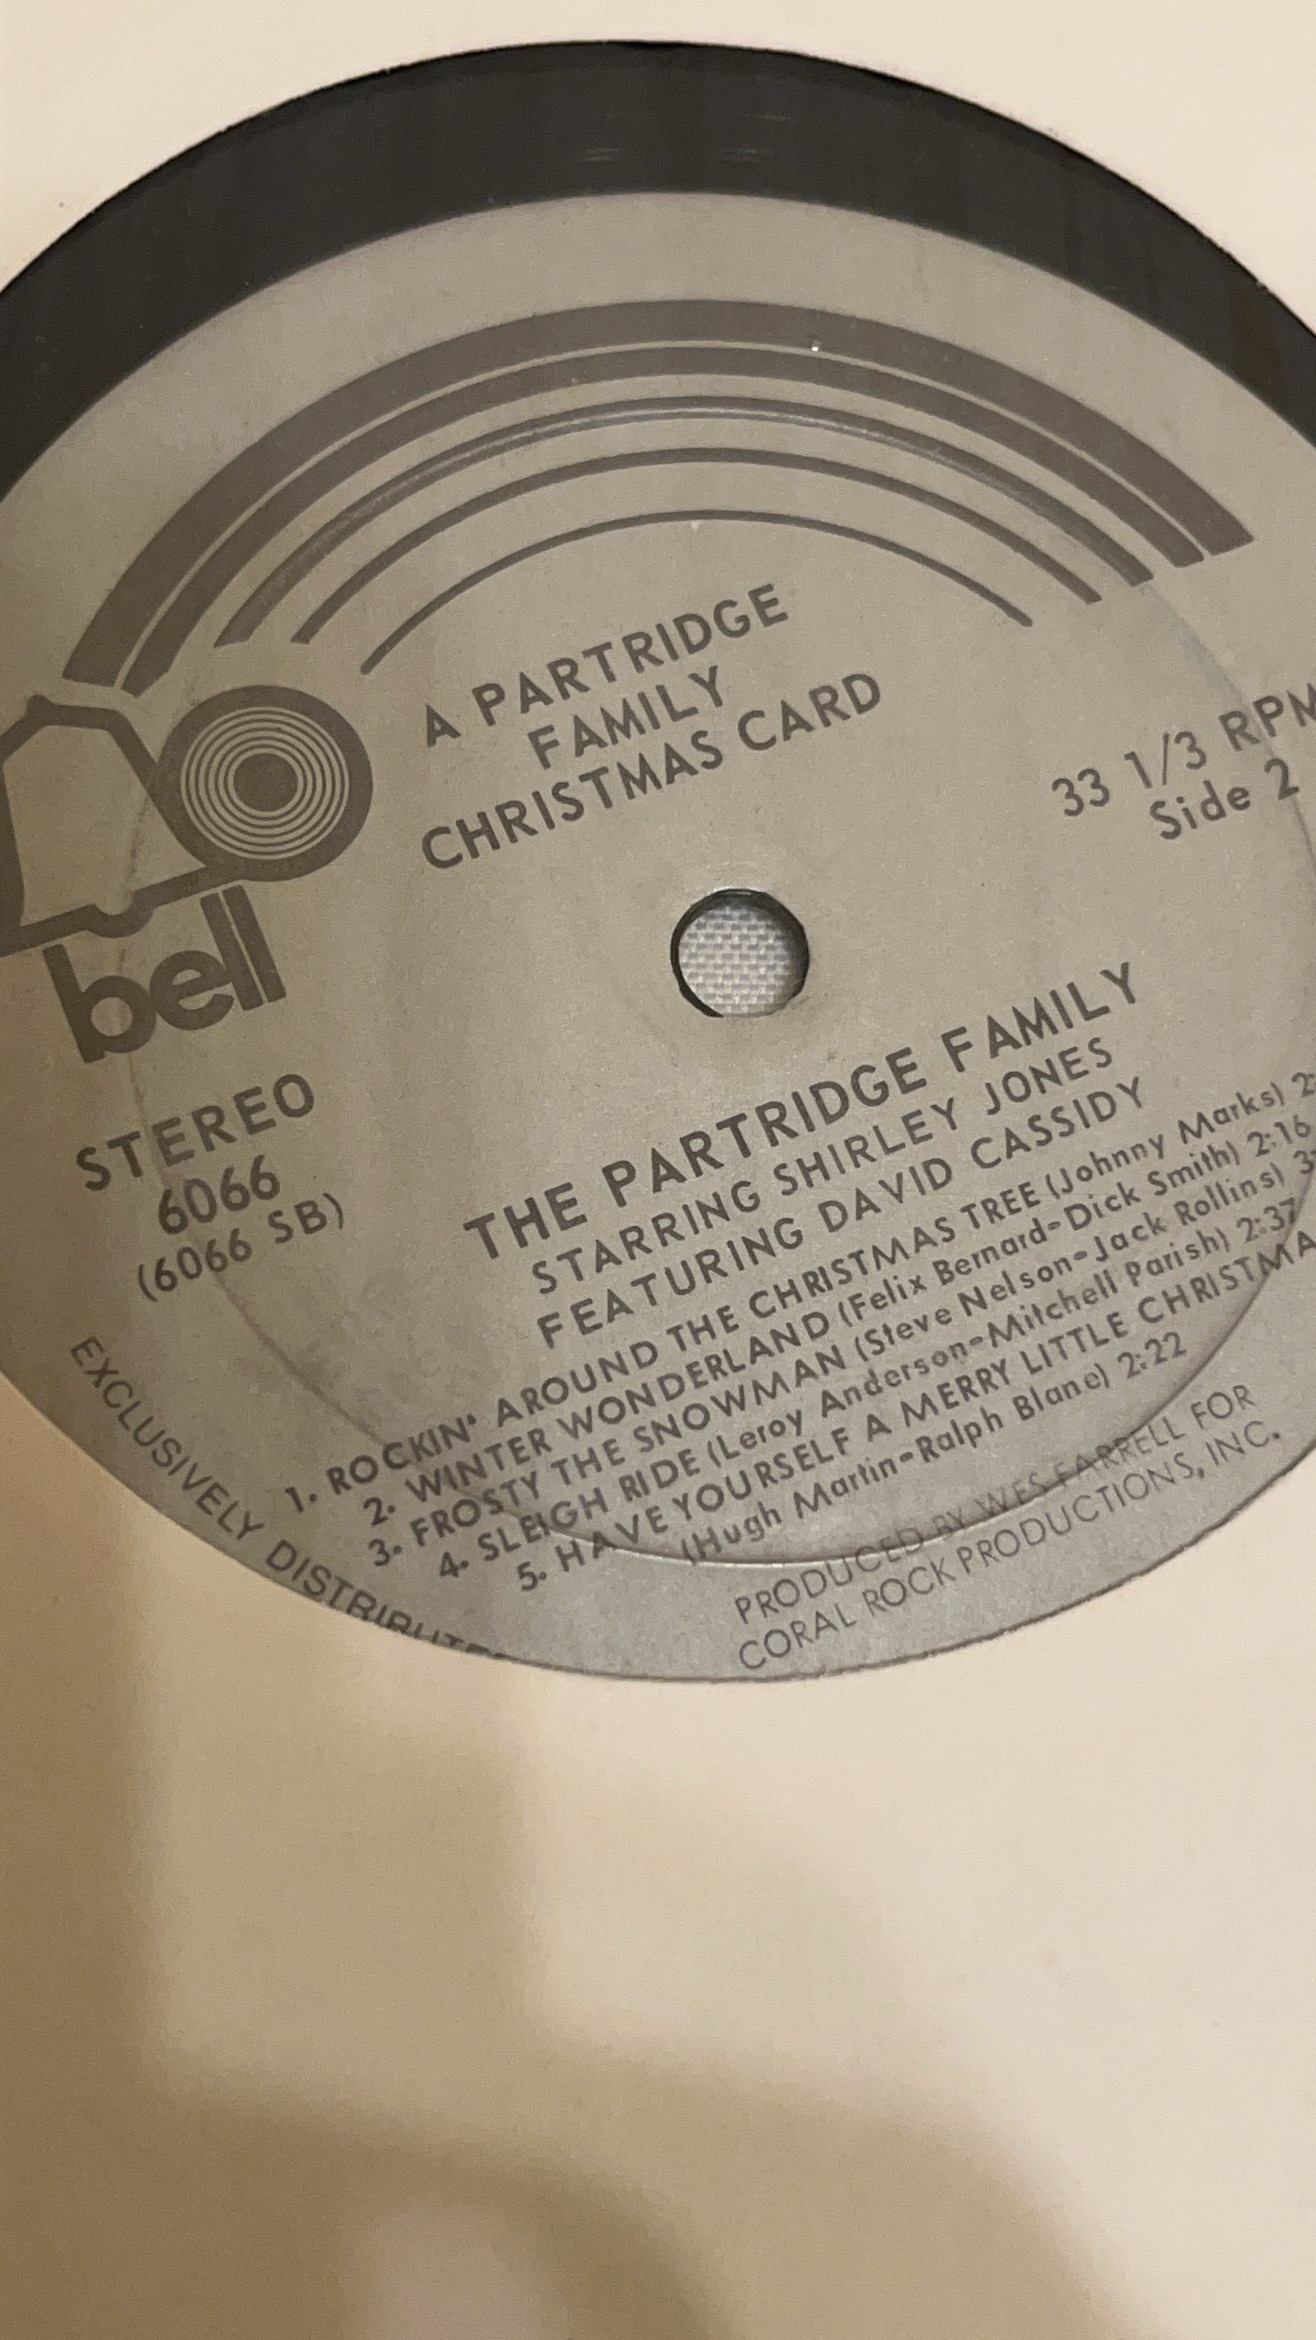 A PARTRIDGE
FAMILY
CHRISTMAS CARD
33 1/3 RPM
Side 2
bell
STEREO
6066
(6066 SB)
THE PARTRIDGE FAMILY
STARRING SHIRLEY JONES
FEATURING DAVID CASSIDY
1. ROCKIN' AROUND THE CHRISTMAS TREE (Johnny Marks) 2:
2. WINTER WONDERLAND (Felix Bernard-Dick Smith) 2:16
3. FROSTY THE SNOWMAN (Steve Nelson-Jack Rollins) 3:
4. SLEIGH RIDE (Leroy Anderson-Mitchell Parish) 2:37
5. HAVE YOURSELF A MERRY LITTLE CHRISTMA
(Hugh Martin-Ralph Blane) 2:22
PRODUCED BY WES FARRELL FOR
CORAL ROCK PRODUCTIONS, INC.
EXCLUSIVELY DISTRIBUTE